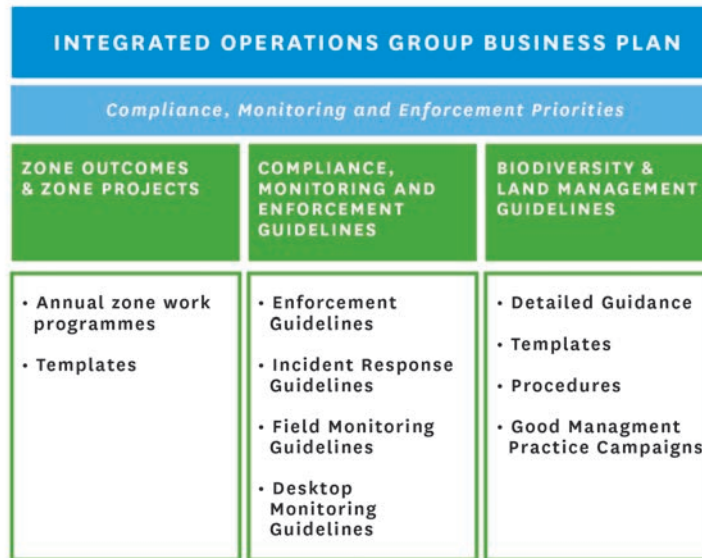 INTEGRATED OPERATIONS GROUP BUSINESS PLAN
Compliance, Monitoring and Enforcement Priorities
ZONE OUTCOMES
& ZONE PROJECTS
COMPLIANCE,
MONITORING AND
ENFORCEMENT
GUIDELINES
BIODIVERSITY &
LAND MANAGEMENT
GUIDELINES
• Annual zone work
programmes
• Templates
• Enforcement
Guidelines
• Incident Response
Guidelines
• Field Monitoring
Guidelines
• Desktop
Monitoring
Guidelines
• Detailed Guidance
• Templates
• Procedures
• Good Managment
Practice Campaigns